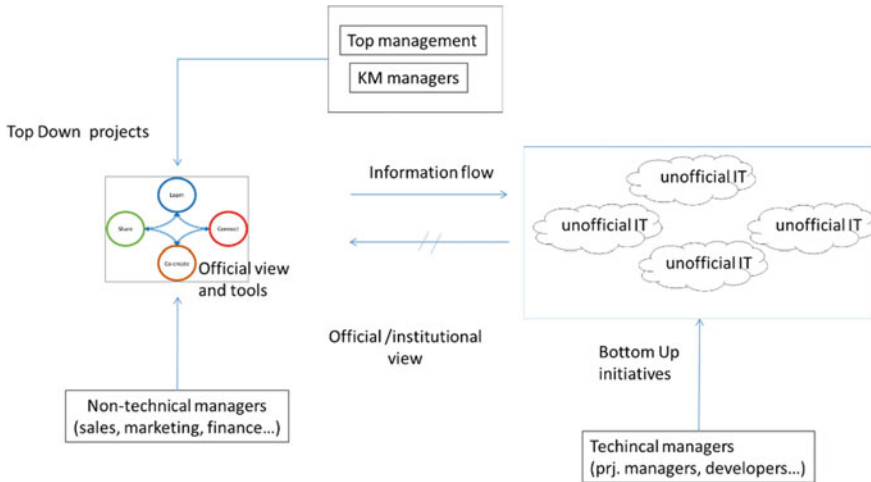 Top management
KM managers
Top Down projects
Learn
Share
Connect
Co-create
Official view
and tools
Information flow
unofficial IT
unofficial IT
unofficial IT
unofficial IT
Official /institutional
view
Bottom Up
initiatives
Non-technical managers
(sales, marketing, finance...)
Techincal managers
(prj. managers, developers...)